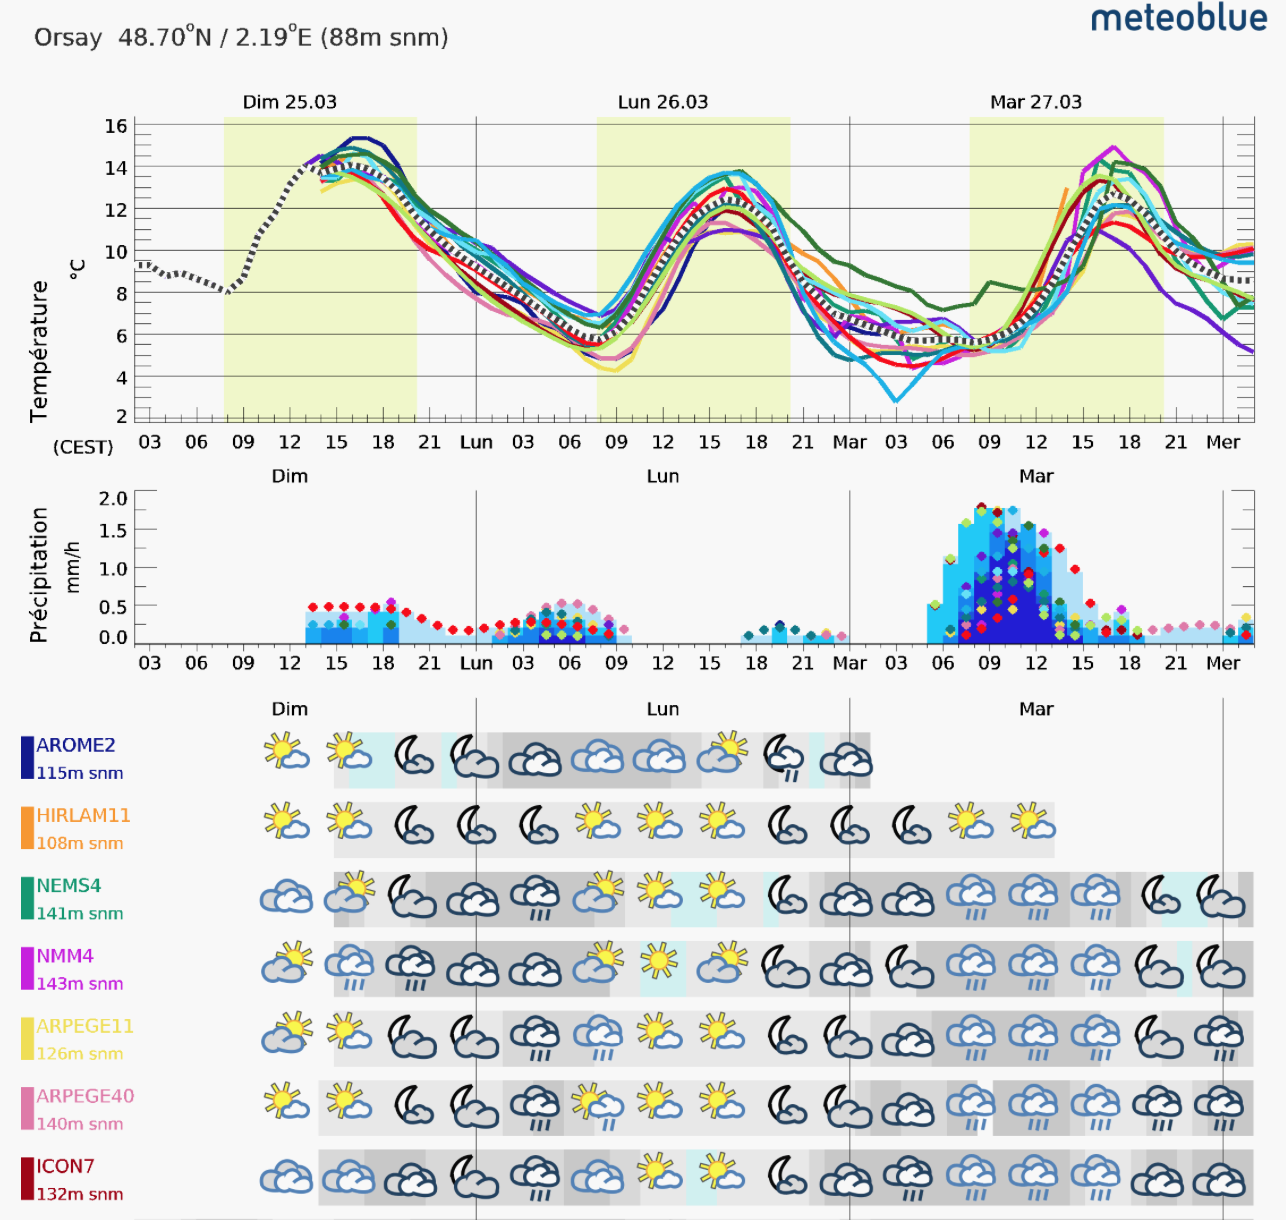 meteoblue
Orsay 48.70°N / 2.19°E (88m snm)
Dim 25.03 Lun 26.03 Mar 27.03
16
14
12
10
8
6
4
2
Température °C
(CEST) 03 06 09 12 15 18 21 Lun 03 06 09 12 15 18 21 Mar 03 06 09 12 15 18 21 Mer
Dim Lun Mar
2.0
1.5
1.0
0.5
0.0
Précipitation
mm/h
03 06 09 12 15 18 21 Lun 03 06 09 12 15 18 21 Mar 03 06 09 12 15 18 21 Mer
Dim Lun Mar
AROME2
115m snm
HIRLAM11
108m snm
NEMS4
141m snm
NMM4
143m snm
ARPEGE11
126m snm
ARPEGE40
140m snm
ICON7
132m snm